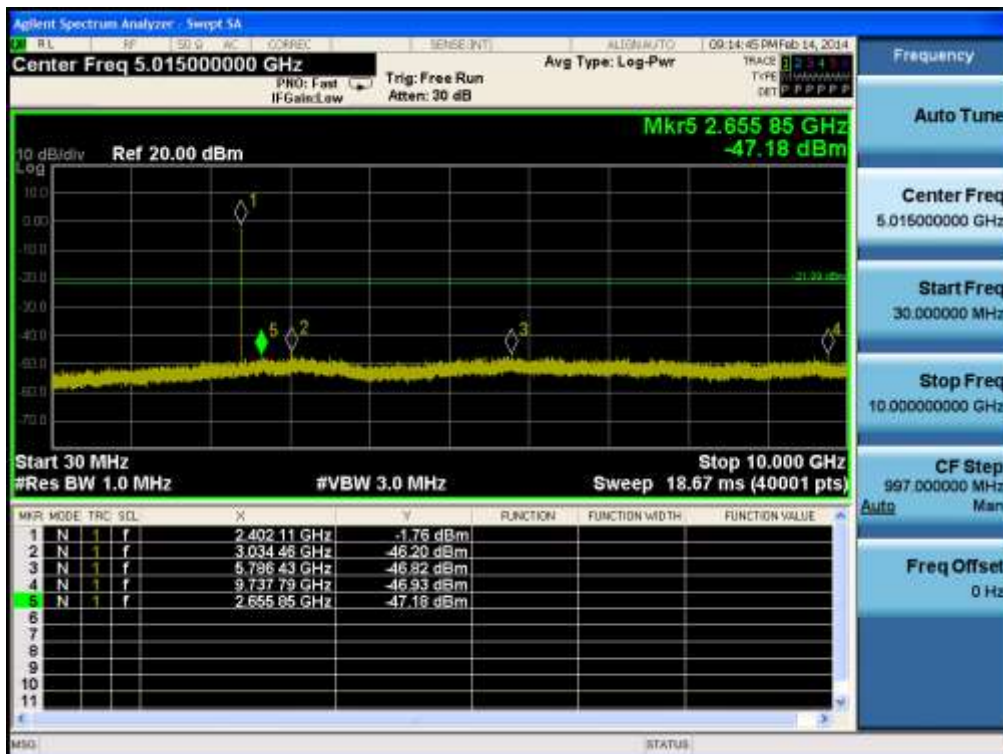 Agilent Spectrum Analyzer - Swept SA
RL RF 50 Ω AC CORREC SENSE:INT ALIGN AUTO 09:14:45 PM Feb 14, 2014
Center Freq 5.015000000 GHz
PNO: Fast
IFGain:Low
Trig: Free Run
Atten: 30 dB
Avg Type: Log-Pwr
TRACE 1 2 3 4 5 6
TYPE
DET P P P P P P
Mkr5 2.655 85 GHz
-47.18 dBm
10 dB/div Ref 20.00 dBm
Log
10.0
0.00
-10.0
-20.0
-30.0
-40.0
-50.0
-60.0
-70.0
1
5 2 3 4
Start 30 MHz Stop 10.000 GHz
#Res BW 1.0 MHz #VBW 3.0 MHz Sweep 18.67 ms (40001 pts)
MKR MODE TRC SCL X Y FUNCTION FUNCTION WIDTH FUNCTION VALUE
1 N 1 f 2.402 11 GHz -1.76 dBm
2 N 1 f 3.034 46 GHz -46.20 dBm
3 N 1 f 5.786 43 GHz -46.82 dBm
4 N 1 f 9.737 79 GHz -46.93 dBm
5 N 1 f 2.655 85 GHz -47.18 dBm
6
7
8
9
10
11
MSG STATUS
Frequency
Auto Tune
Center Freq
5.015000000 GHz
Start Freq
30.000000 MHz
Stop Freq
10.000000000 GHz
CF Step
997.000000 MHz
Auto Man
Freq Offset
0 Hz